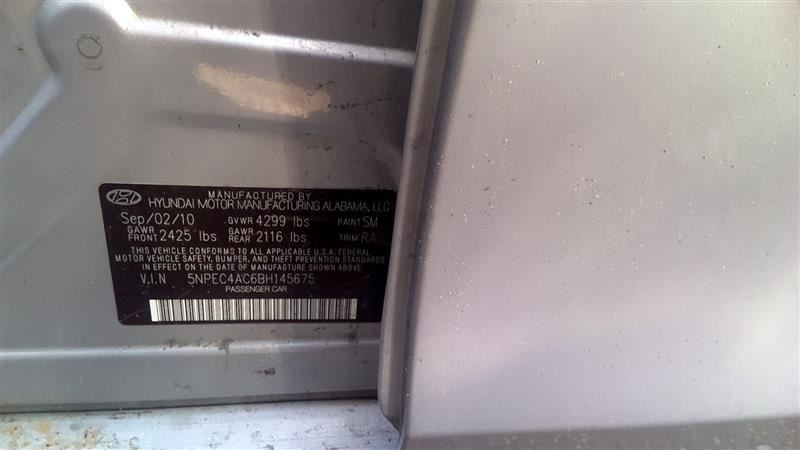 MANUFACTURED BY
HYUNDAI MOTOR MANUFACTURING ALABAMA, LLC
Sep/02/10 GVWR 4299 lbs PAINT SM
GAWR FRONT 2425 lbs GAWR REAR 2116 lbs TRIM RA
THIS VEHICLE CONFORMS TO ALL APPLICABLE U.S.A. FEDERAL
MOTOR VEHICLE SAFETY, BUMPER, AND THEFT PREVENTION STANDARDS
IN EFFECT ON THE DATE OF MANUFACTURE SHOWN ABOVE.
V.I.N 5NPEC4AC6BH145675
PASSENGER CAR